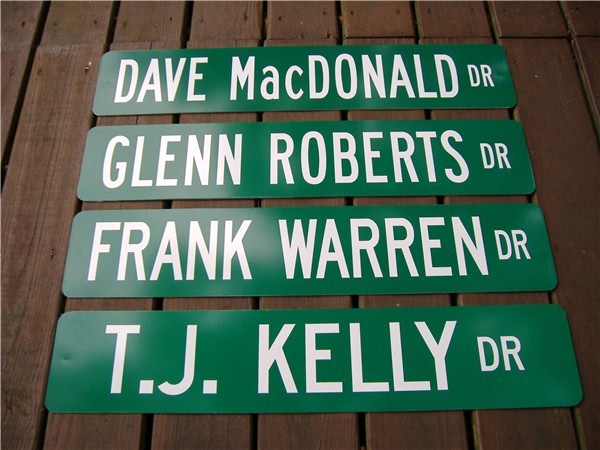 DAVE MacDONALD DR
GLENN ROBERTS DR
FRANK WARREN DR
T.J. KELLY DR